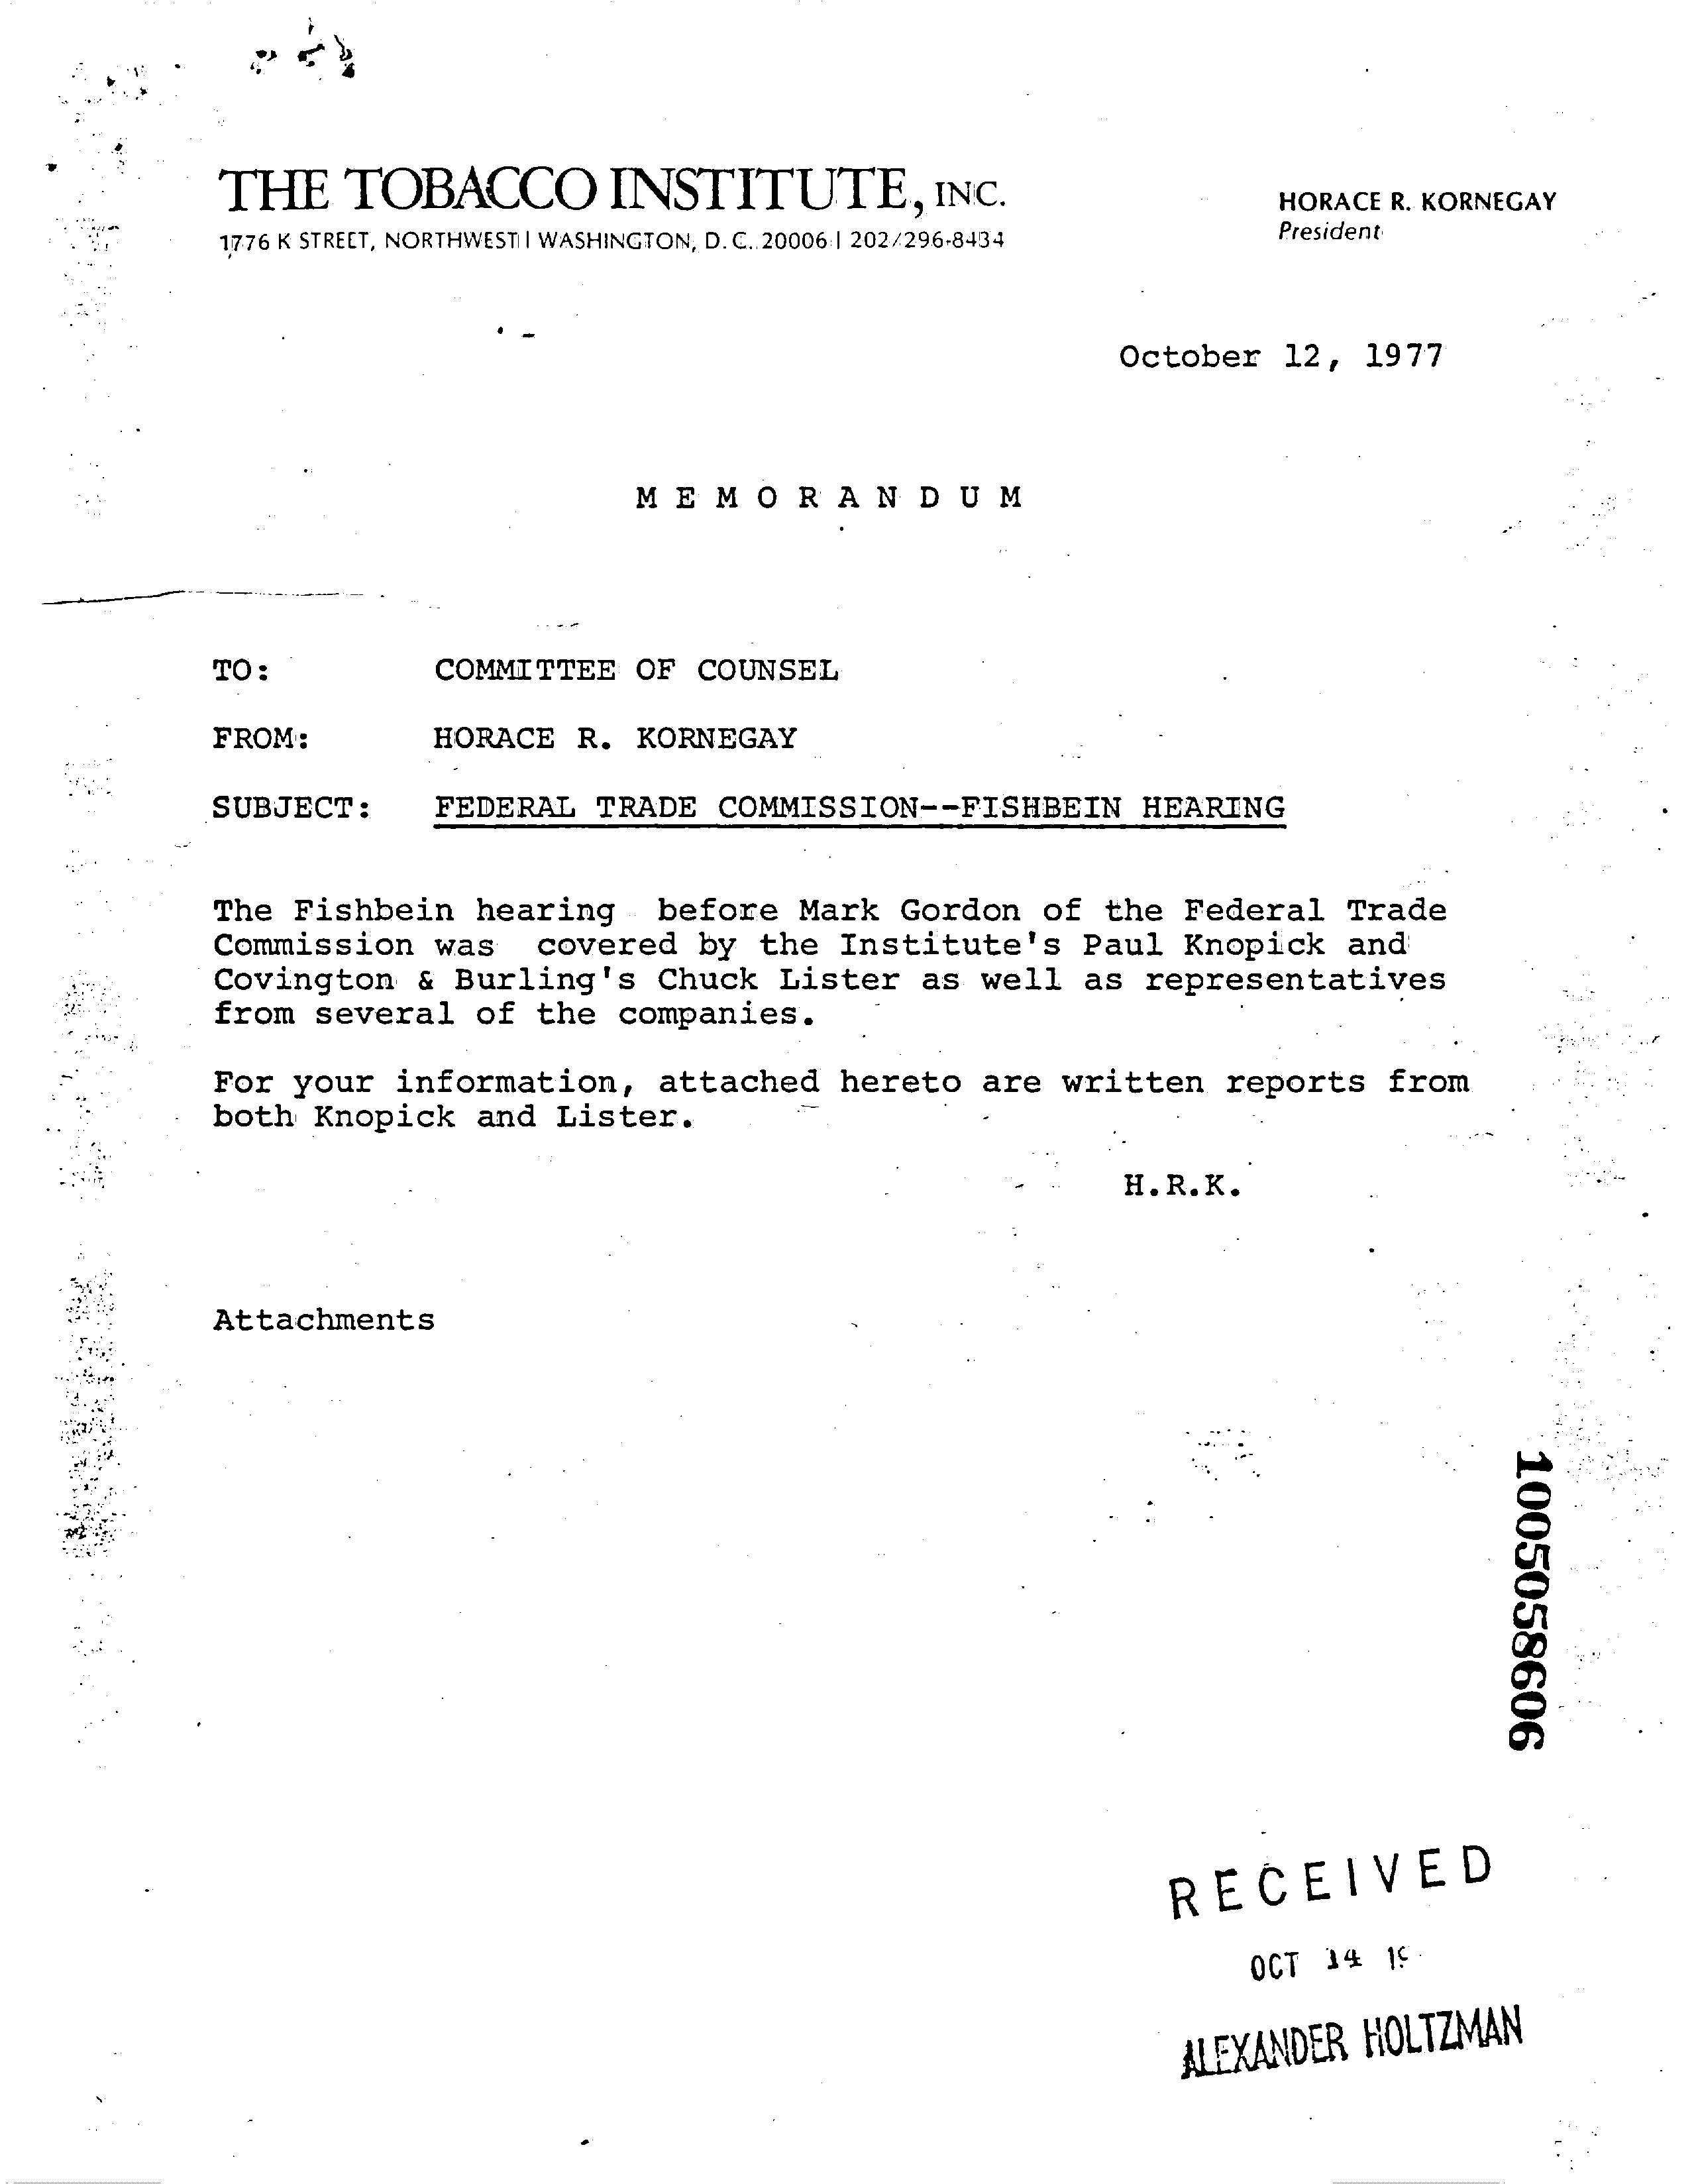 THE TOBACCO INSTITUTE, INC.
1776 K STREET, NORTHWEST | WASHINGTON, D.C. 20006 | 202/296-8434
HORACE R. KORNEGAY
President
October 12, 1977
M E M O R A N D U M
TO: COMMITTEE OF COUNSEL
FROM: HORACE R. KORNEGAY
SUBJECT: FEDERAL TRADE COMMISSION--FISHBEIN HEARING
The Fishbein hearing before Mark Gordon of the Federal Trade
Commission was covered by the Institute's Paul Knopick and
Covington & Burling's Chuck Lister as well as representatives
from several of the companies.
For your information, attached hereto are written reports from
both Knopick and Lister.
H.R.K.
Attachments
1005058606
RECEIVED
OCT 14
ALEXANDER HOLTZMAN